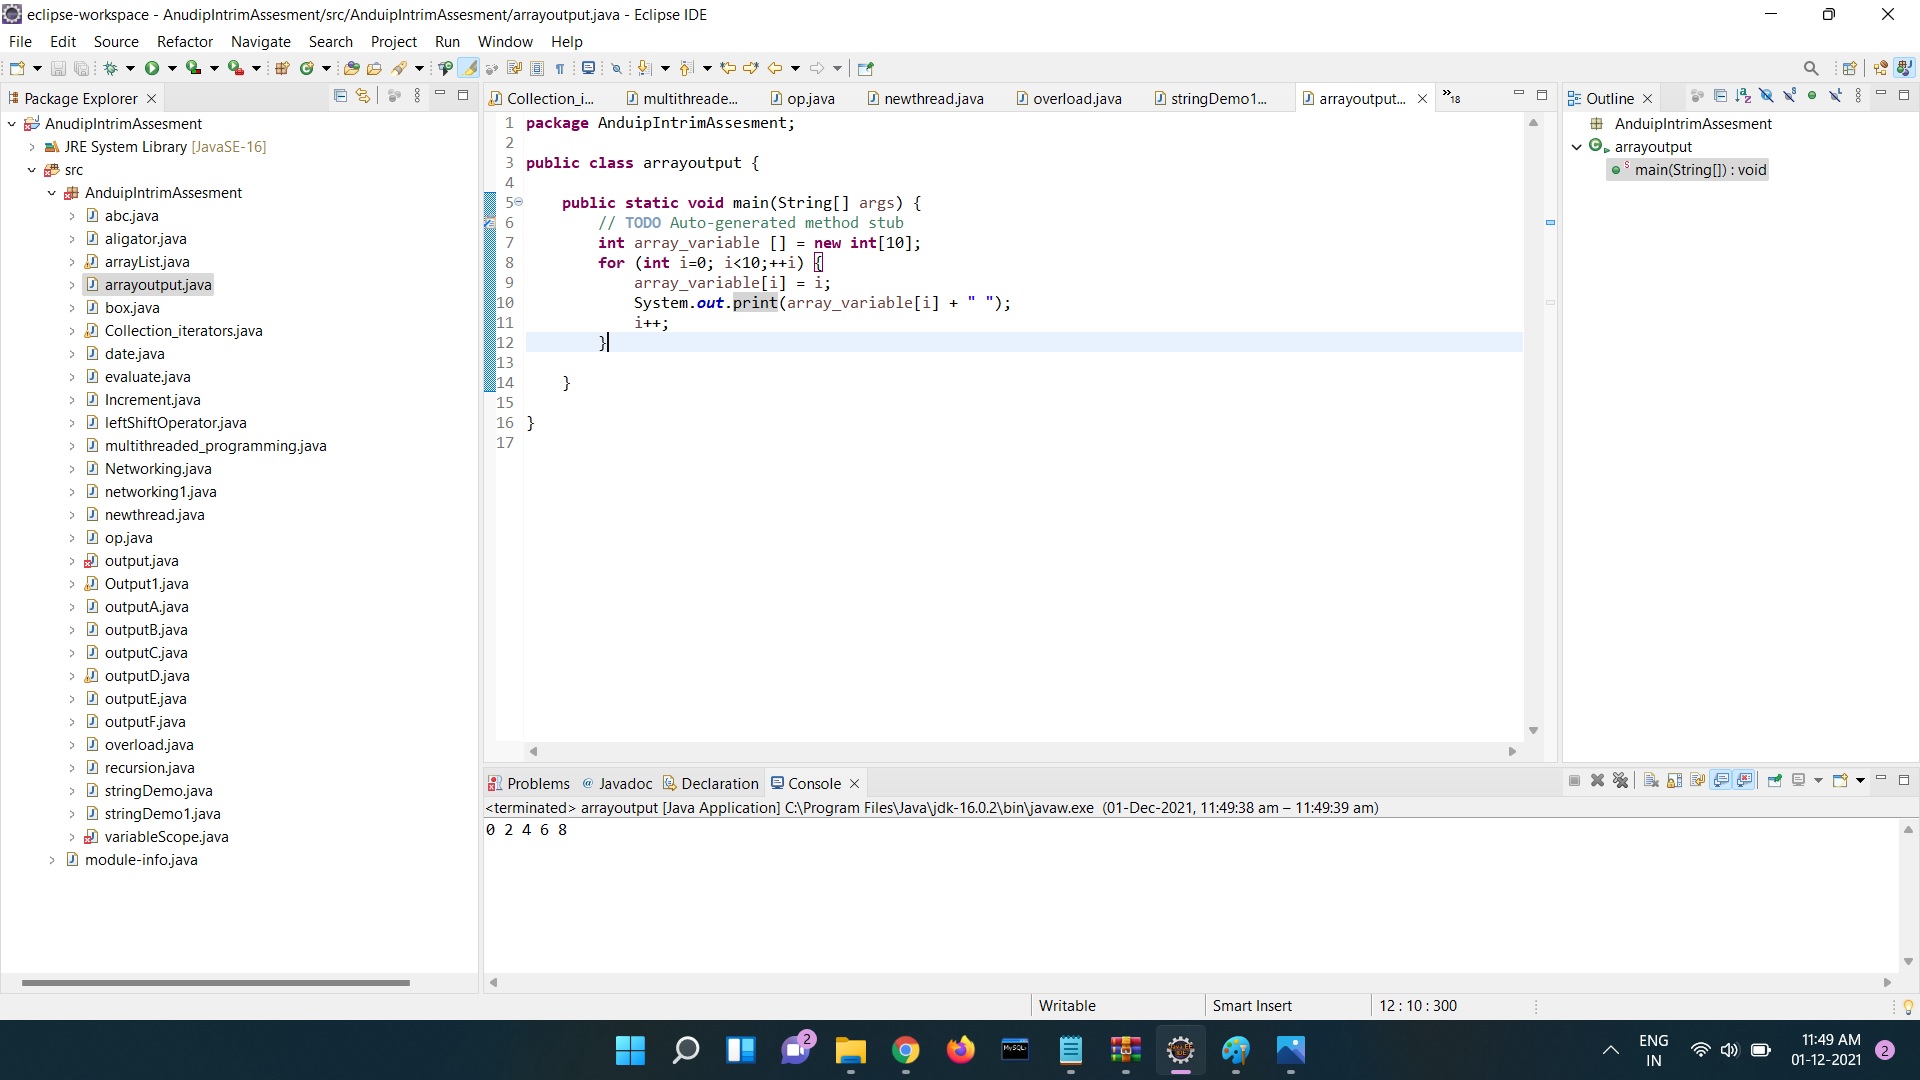 eclipse-workspace - AnudipIntrimAssesment/src/AnduipIntrimAssesment/arrayoutput.java - Eclipse IDE
File Edit Source Refactor Navigate Search Project Run Window Help
Package Explorer
AnudipIntrimAssesment
JRE System Library [JavaSE-16]
src
AnduipIntrimAssesment
abc.java
aligator.java
arrayList.java
arrayoutput.java
box.java
Collection_iterators.java
date.java
evaluate.java
Increment.java
leftShiftOperator.java
multithreaded_programming.java
Networking.java
networking1.java
newthread.java
op.java
output.java
Output1.java
outputA.java
outputB.java
outputC.java
outputD.java
outputE.java
outputF.java
overload.java
recursion.java
stringDemo.java
stringDemo1.java
variableScope.java
module-info.java
Collection_i... multithreade... op.java newthread.java overload.java stringDemo1... arrayoutput... »18
1 package AnduipIntrimAssesment;
2
3 public class arrayoutput {
4
5 public static void main(String[] args) {
6 // TODO Auto-generated method stub
7 int array_variable [] = new int[10];
8 for (int i=0; i<10;++i) {
9 array_variable[i] = i;
10 System.out.print(array_variable[i] + " ");
11 i++;
12 }
13
14 }
15
16 }
17
Outline
AnduipIntrimAssesment
arrayoutput
main(String[]) : void
Problems Javadoc Declaration Console
<terminated> arrayoutput [Java Application] C:\Program Files\Java\jdk-16.0.2\bin\javaw.exe (01-Dec-2021, 11:49:38 am – 11:49:39 am)
0 2 4 6 8
Writable Smart Insert 12 : 10 : 300
2
MySQL
ENG
IN
11:49 AM
01-12-2021
2